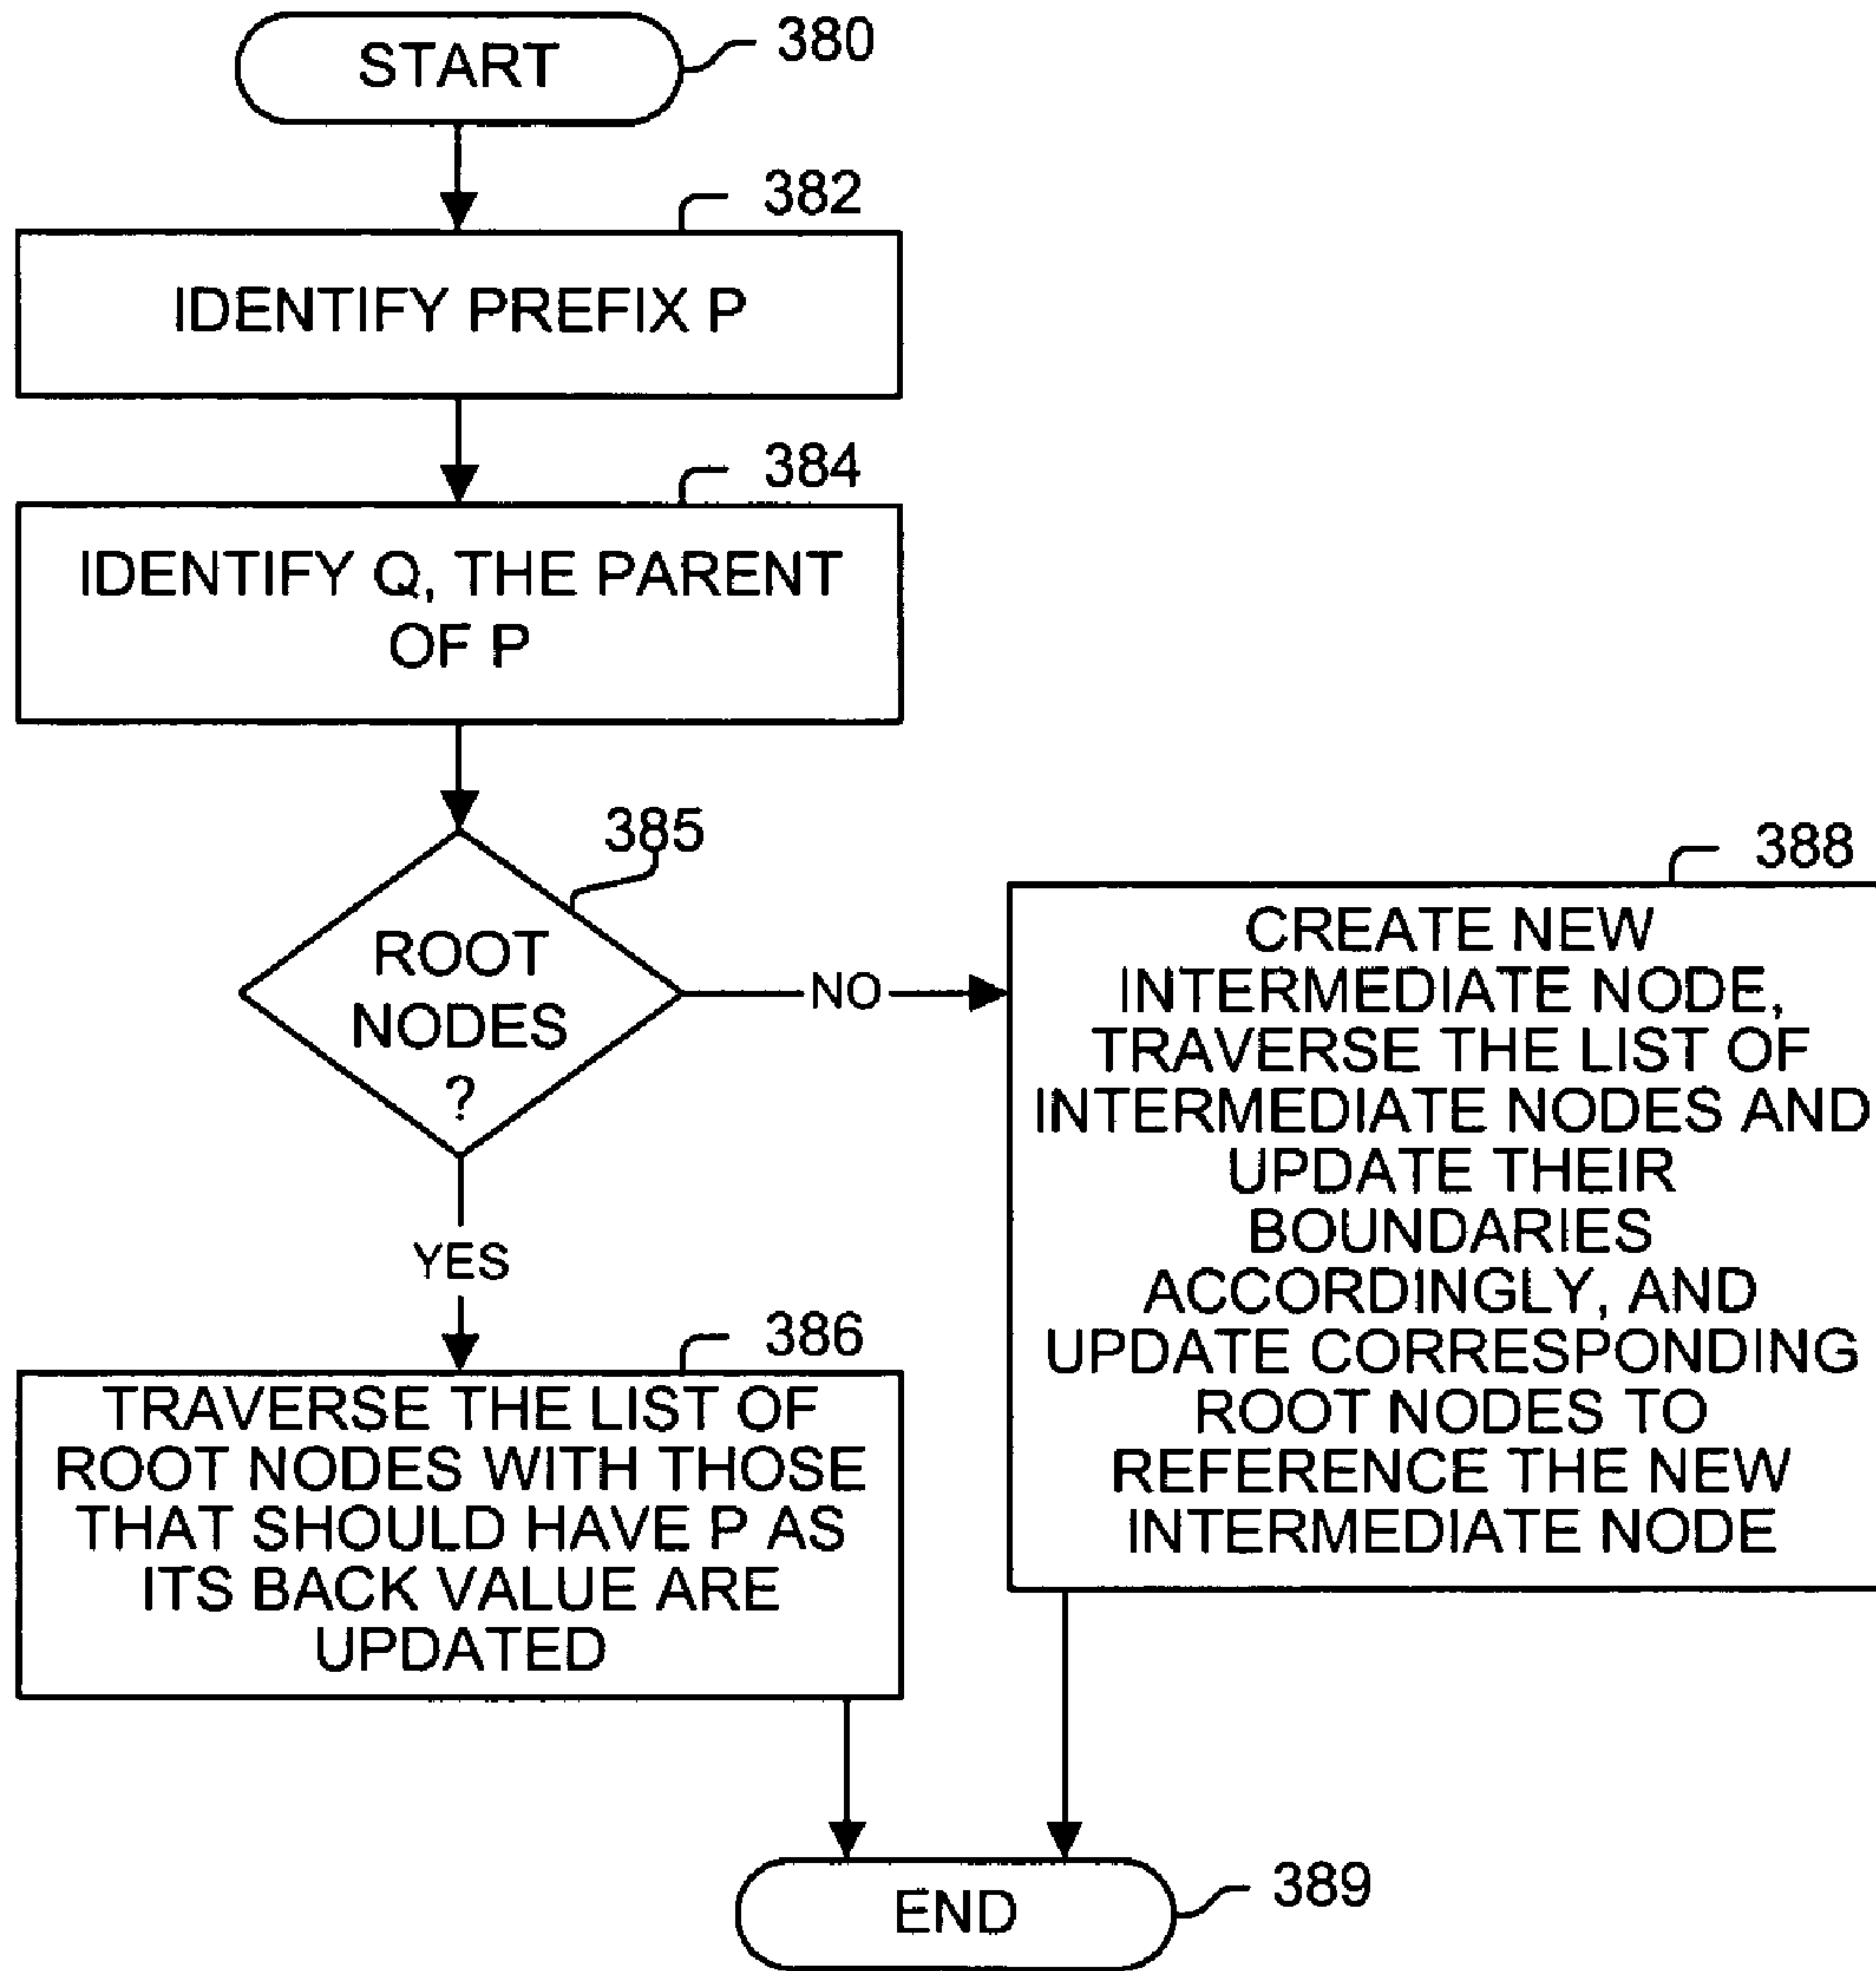 START
380
382
IDENTIFY PREFIX P
384
IDENTIFY Q, THE PARENT
OF P
385
ROOT
NODES
?
NO
YES
388
CREATE NEW
INTERMEDIATE NODE,
TRAVERSE THE LIST OF
INTERMEDIATE NODES AND
UPDATE THEIR
BOUNDARIES
ACCORDINGLY, AND
UPDATE CORRESPONDING
ROOT NODES TO
REFERENCE THE NEW
INTERMEDIATE NODE
386
TRAVERSE THE LIST OF
ROOT NODES WITH THOSE
THAT SHOULD HAVE P AS
ITS BACK VALUE ARE
UPDATED
END
389